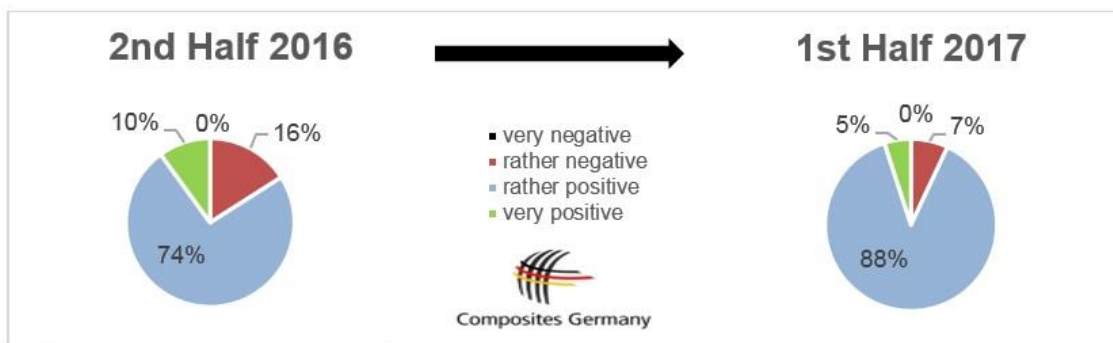 2nd Half 2016
1st Half 2017
10%
0%
16%
74%
very negative
rather negative
rather positive
very positive
5%
0%
7%
88%
Composites Germany